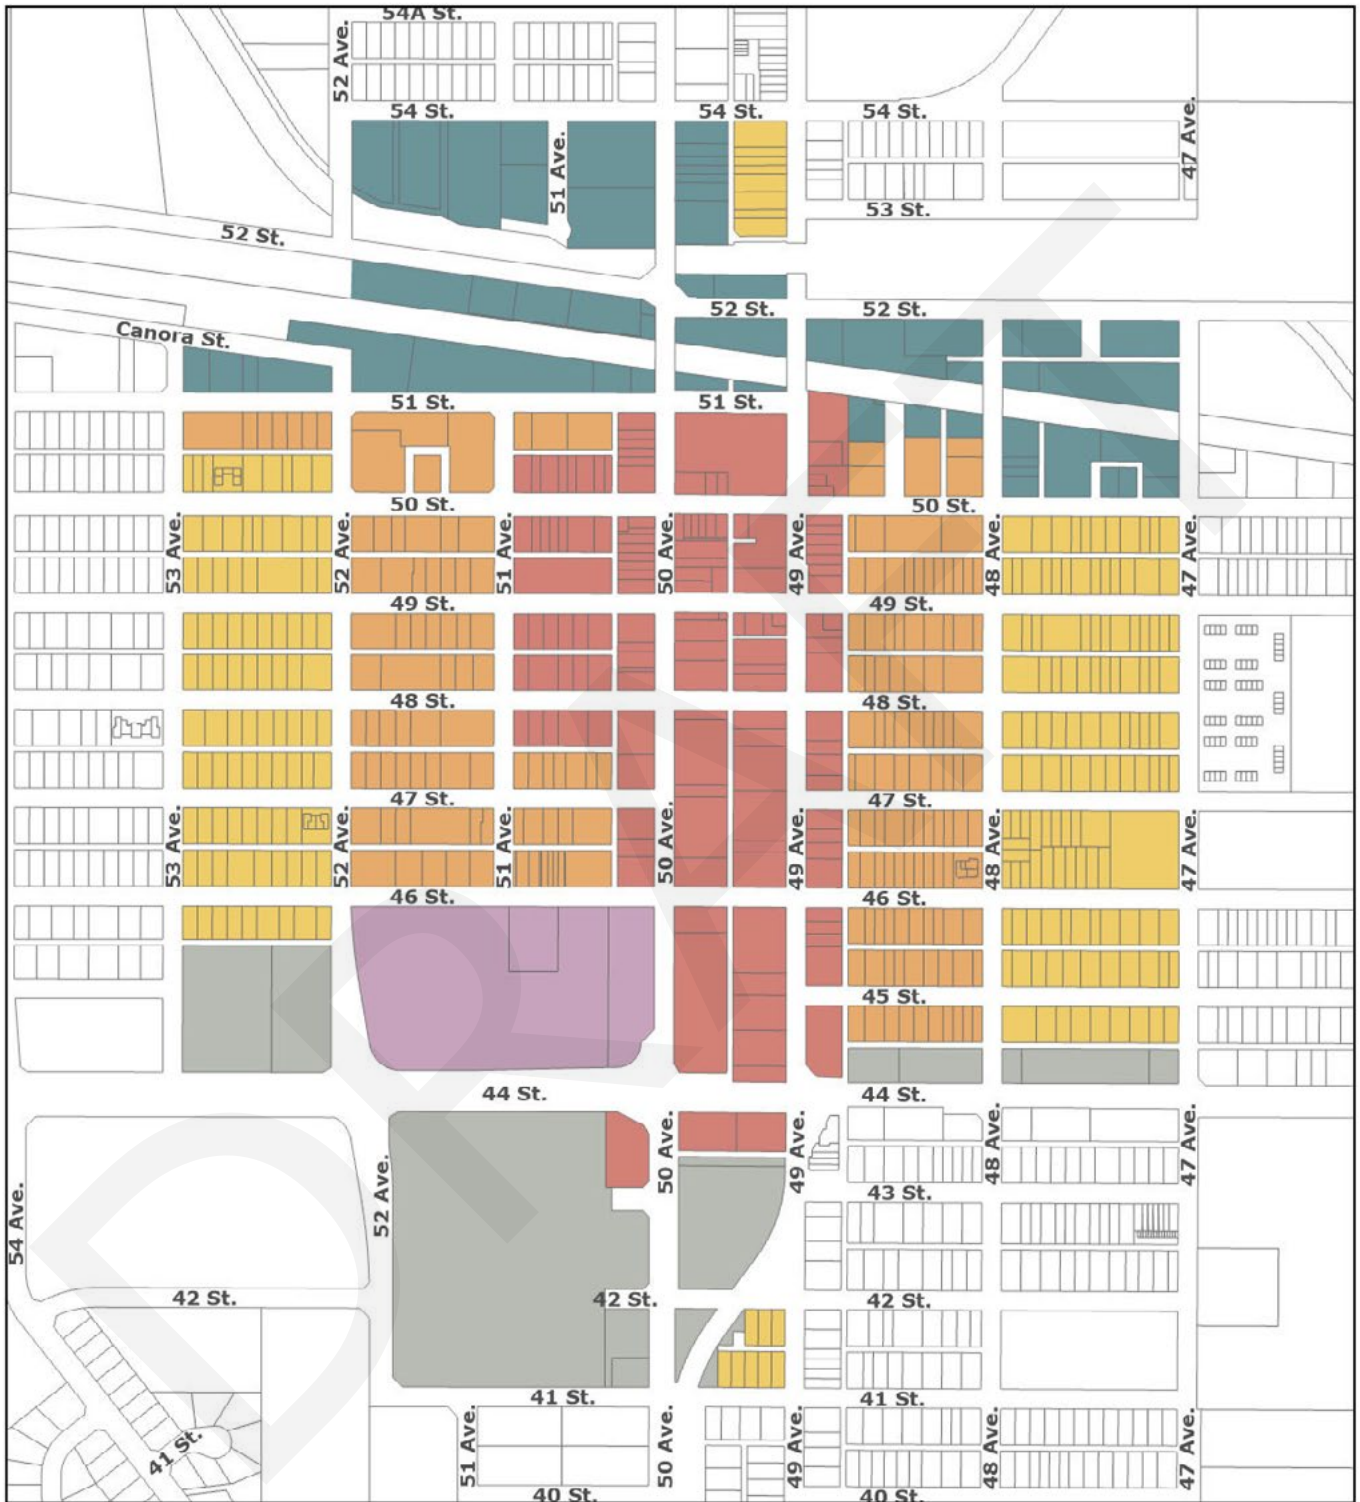 54A St.
52 Ave.
54 St.
54 St.
54 St.
51 Ave.
47 Ave.
53 St.
52 St.
52 St.
52 St.
Canora St.
51 St.
51 St.
50 St.
50 St.
53 Ave.
52 Ave.
51 Ave.
50 Ave.
49 Ave.
48 Ave.
47 Ave.
49 St.
49 St.
48 St.
48 St.
47 St.
47 St.
53 Ave.
52 Ave.
51 Ave.
50 Ave.
49 Ave.
48 Ave.
47 Ave.
46 St.
46 St.
45 St.
44 St.
44 St.
50 Ave.
49 Ave.
48 Ave.
47 Ave.
54 Ave.
52 Ave.
43 St.
42 St.
42 St.
42 St.
41 St.
41 St.
41 St.
51 Ave.
50 Ave.
49 Ave.
48 Ave.
47 Ave.
40 St.
40 St.
DRAFT